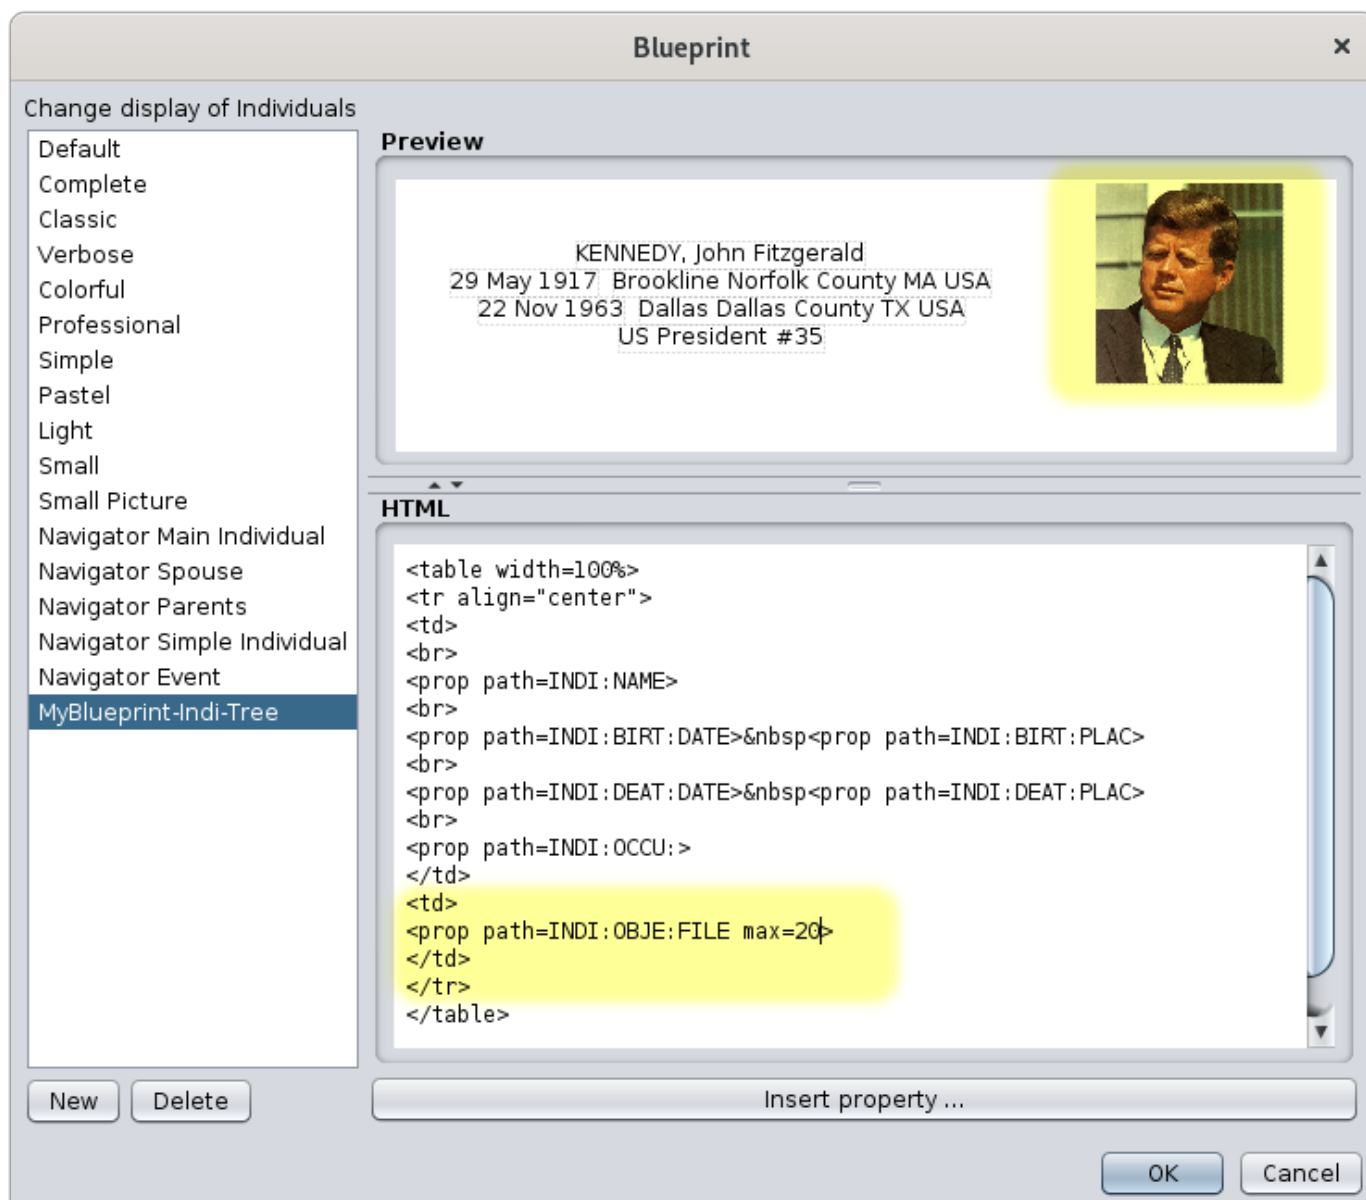 Blueprint
×
Change display of Individuals
Default
Complete
Classic
Verbose
Colorful
Professional
Simple
Pastel
Light
Small
Small Picture
Navigator Main Individual
Navigator Spouse
Navigator Parents
Navigator Simple Individual
Navigator Event
MyBlueprint-Indi-Tree
New Delete
Preview
KENNEDY, John Fitzgerald
29 May 1917 Brookline Norfolk County MA USA
22 Nov 1963 Dallas Dallas County TX USA
US President #35
HTML
<table width=100%>
<tr align="center">
<td>
<br>
<prop path=INDI:NAME>
<br>
<prop path=INDI:BIRT:DATE>&nbsp<prop path=INDI:BIRT:PLAC>
<br>
<prop path=INDI:DEAT:DATE>&nbsp<prop path=INDI:DEAT:PLAC>
<br>
<prop path=INDI:OCCU:>
</td>
<td>
<prop path=INDI:OBJE:FILE max=20>
</td>
</tr>
</table>
Insert property ...
OK Cancel